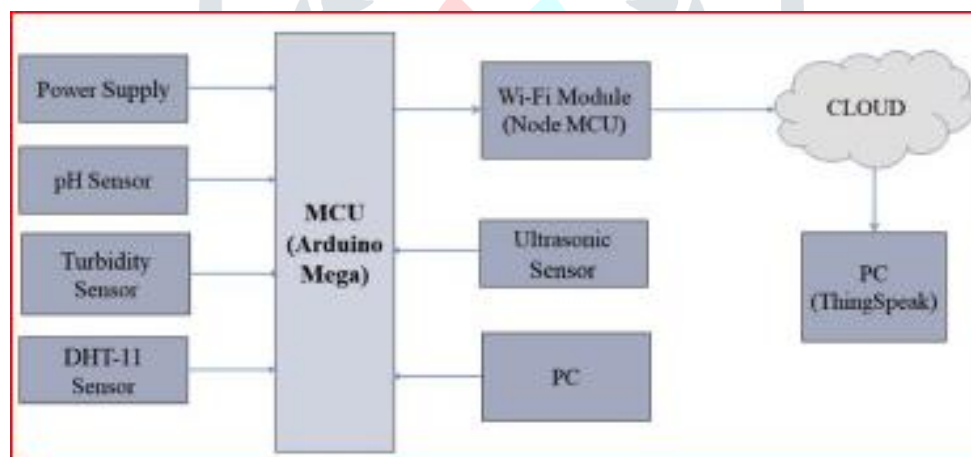 Power Supply
pH Sensor
Turbidity
Sensor
DHT-11
Sensor
MCU
(Arduino
Mega)
Wi-Fi Module
(Node MCU)
Ultrasonic
Sensor
PC
CLOUD
PC
(ThingSpeak)